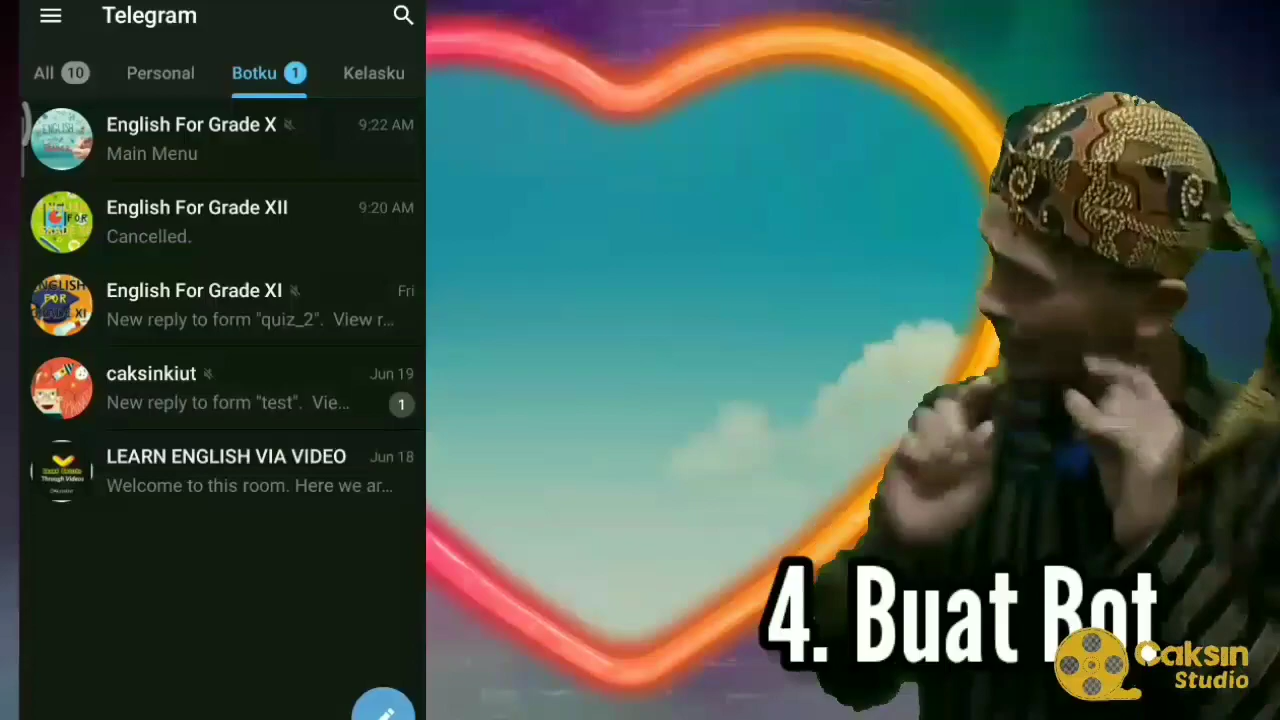 Telegram
All 10 Personal Botku 1 Kelasku
English For Grade X 9:22 AM
Main Menu
English For Grade XII 9:20 AM
Cancelled.
English For Grade XI Fri
New reply to form "quiz_2". View r...
caksinkiut Jun 19
New reply to form "test". Vie... 1
LEARN ENGLISH VIA VIDEO Jun 18
Welcome to this room. Here we ar...
4. Buat Bot
Caksin
Studio